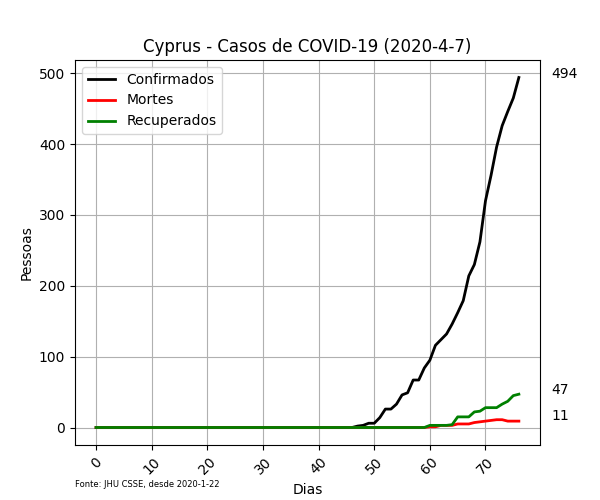 Cyprus - Casos de COVID-19 (2020-4-7)
Confirmados
Mortes
Recuperados
500
400
300
200
100
0
Pessoas
494
47
11
0
10
20
30
40
50
60
70
Fonte: JHU CSSE, desde 2020-1-22
Dias